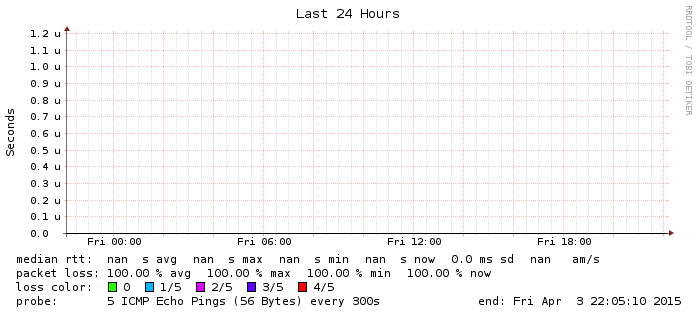 Last 24 Hours
RRDTOOL / TOBI OETIKER
Seconds
1.2 u
1.1 u
1.0 u
0.9 u
0.8 u
0.7 u
0.6 u
0.5 u
0.4 u
0.3 u
0.2 u
0.1 u
0.0
Fri 00:00 Fri 06:00 Fri 12:00 Fri 18:00
median rtt: nan s avg nan s max nan s min nan s now 0.0 ms sd nan am/s
packet loss: 100.00 % avg 100.00 % max 100.00 % min 100.00 % now
loss color: 0 1/5 2/5 3/5 4/5
probe: 5 ICMP Echo Pings (56 Bytes) every 300s end: Fri Apr 3 22:05:10 2015